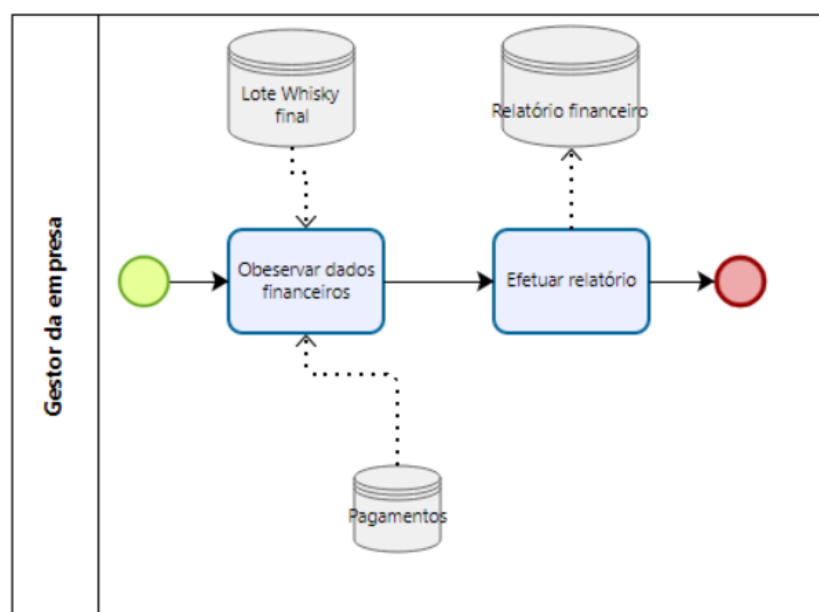 Gestor da empresa
Lote Whisky
final
Relatório financeiro
Obeservar dados
financeiros
Efetuar relatório
Pagamentos